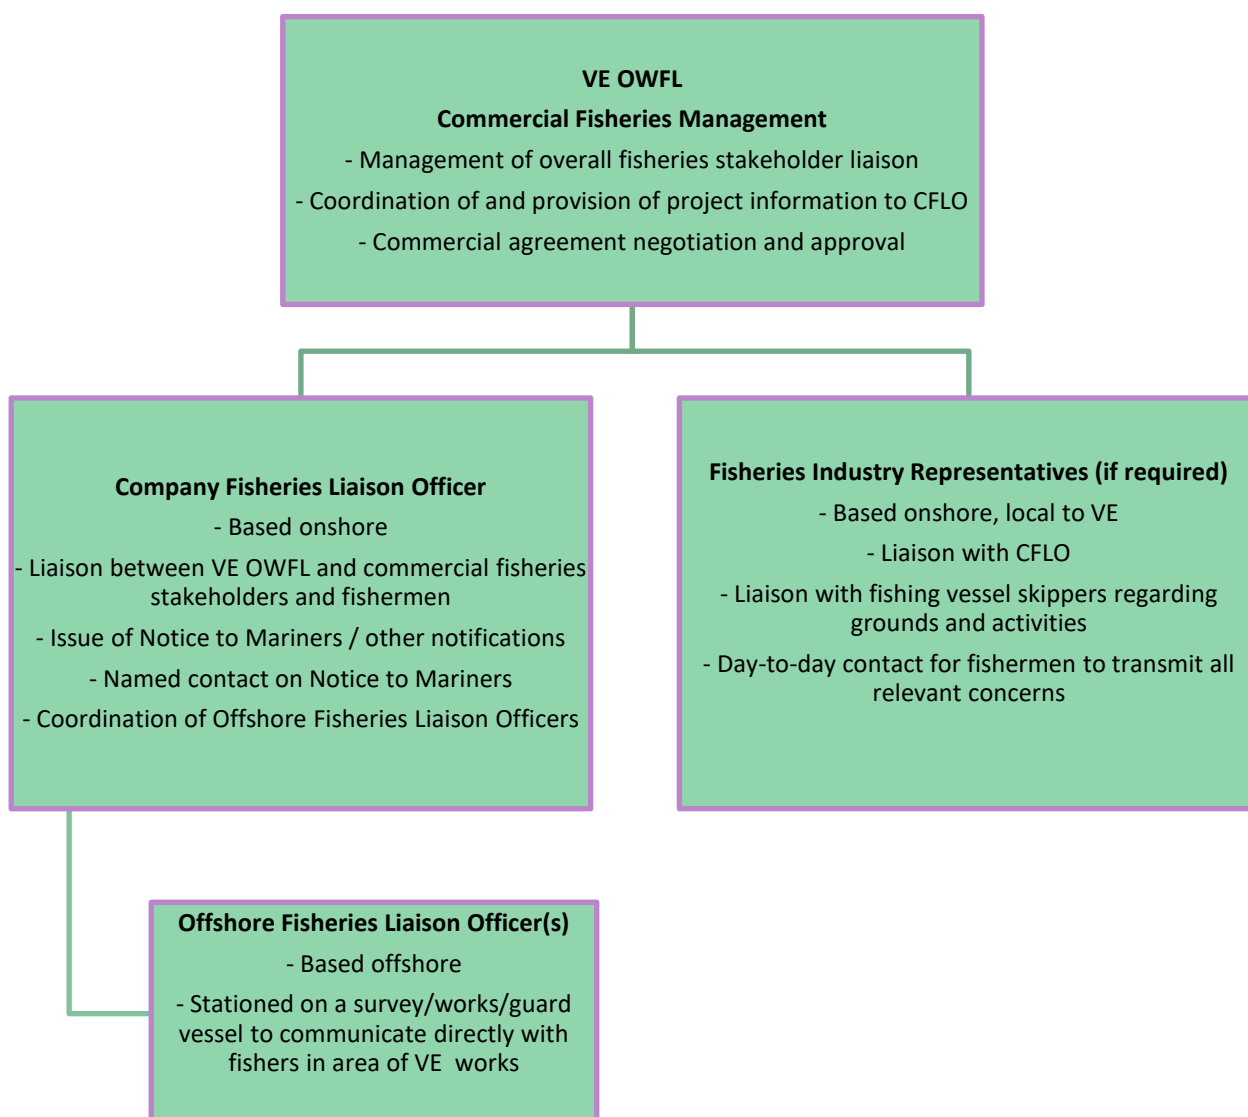 VE OWFL
Commercial Fisheries Management
- Management of overall fisheries stakeholder liaison
- Coordination of and provision of project information to CFLO
- Commercial agreement negotiation and approval
Company Fisheries Liaison Officer
- Based onshore
- Liaison between VE OWFL and commercial fisheries
stakeholders and fishermen
- Issue of Notice to Mariners / other notifications
- Named contact on Notice to Mariners
- Coordination of Offshore Fisheries Liaison Officers
Fisheries Industry Representatives (if required)
- Based onshore, local to VE
- Liaison with CFLO
- Liaison with fishing vessel skippers regarding
grounds and activities
- Day-to-day contact for fishermen to transmit all
relevant concerns
Offshore Fisheries Liaison Officer(s)
- Based offshore
- Stationed on a survey/works/guard
vessel to communicate directly with
fishers in area of VE  works